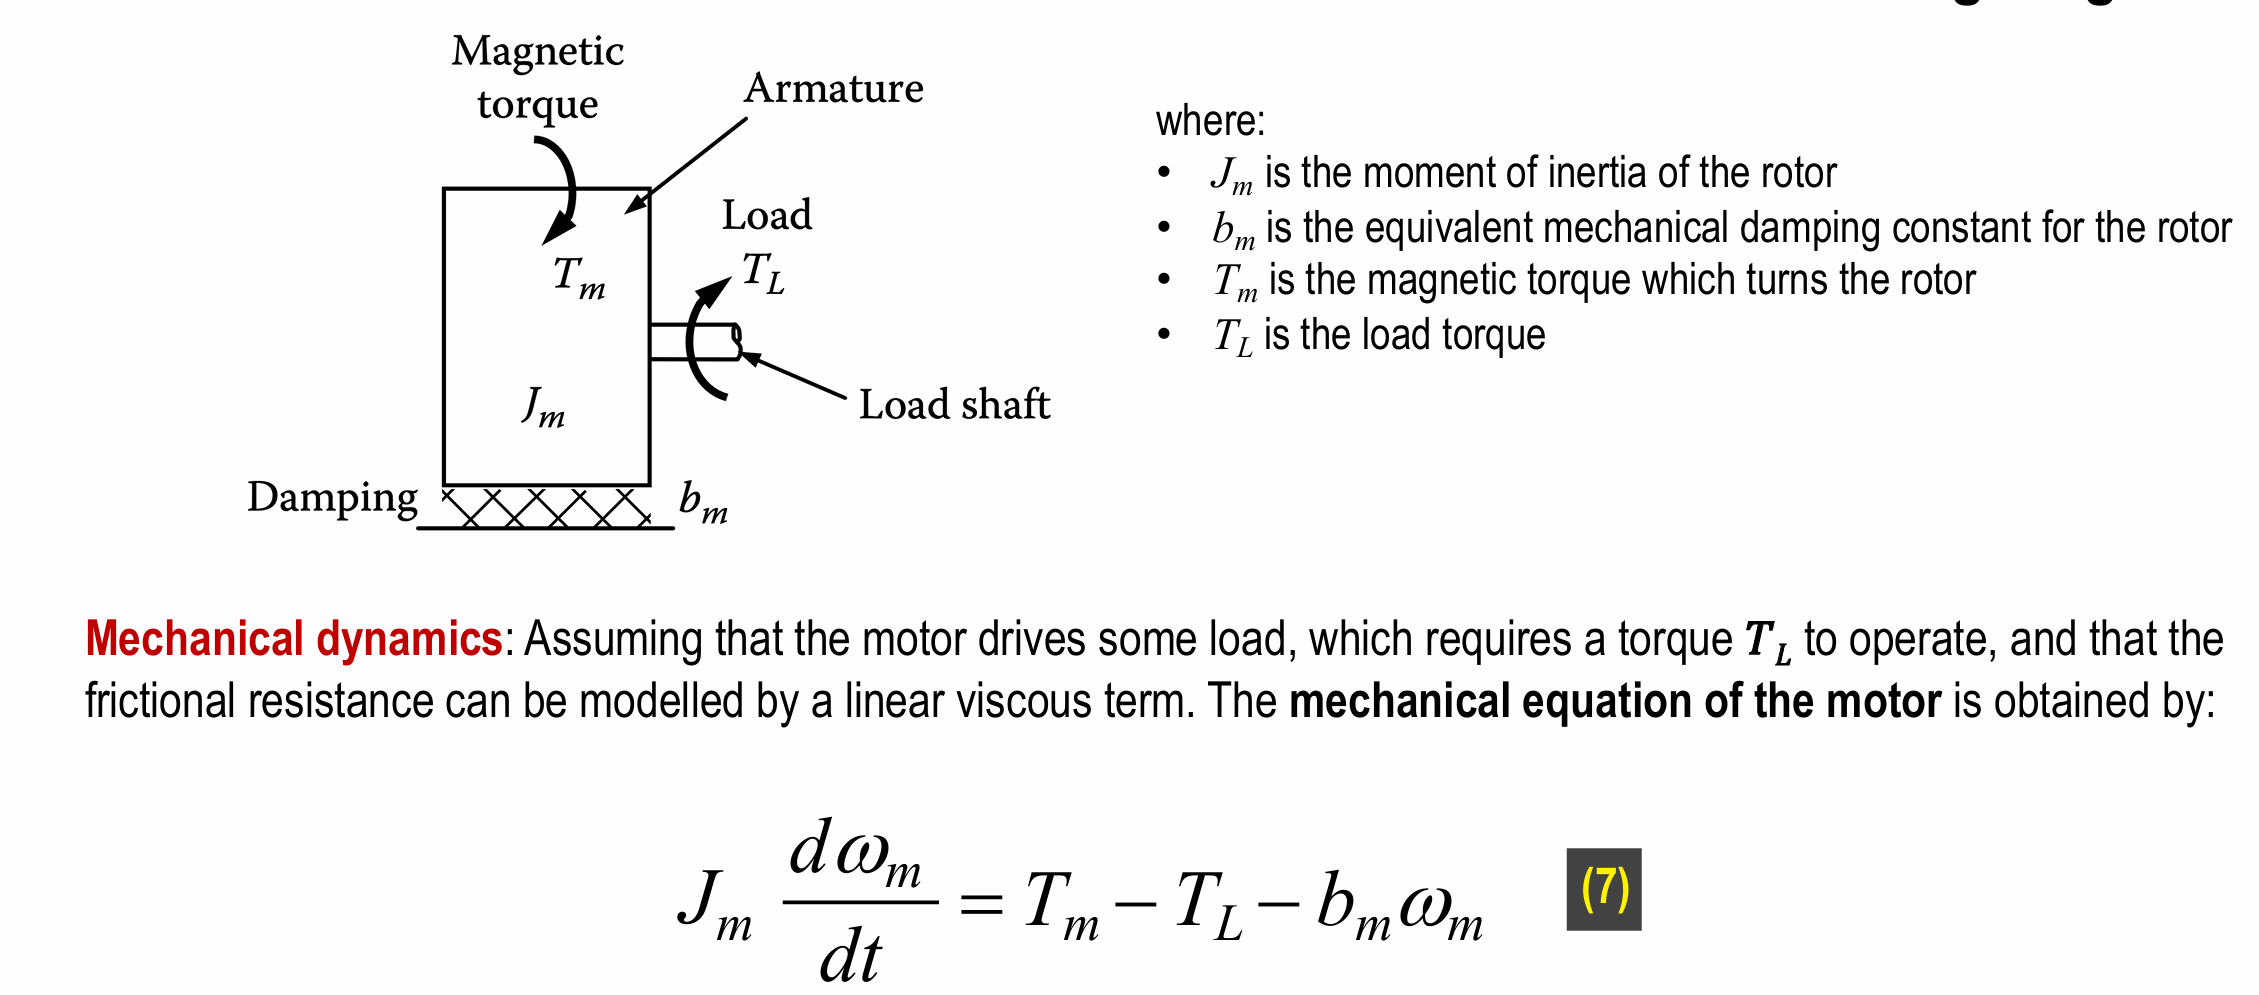 Magnetic
torque
Armature
Load
T_L
T_m
J_m
Load shaft
Damping
b_m
where:
• J_m is the moment of inertia of the rotor
• b_m is the equivalent mechanical damping constant for the rotor
• T_m is the magnetic torque which turns the rotor
• T_L is the load torque
Mechanical dynamics: Assuming that the motor drives some load, which requires a torque T_L to operate, and that the
frictional resistance can be modelled by a linear viscous term. The mechanical equation of the motor is obtained by:
J_m dω_m/dt = T_m − T_L − b_m ω_m (7)